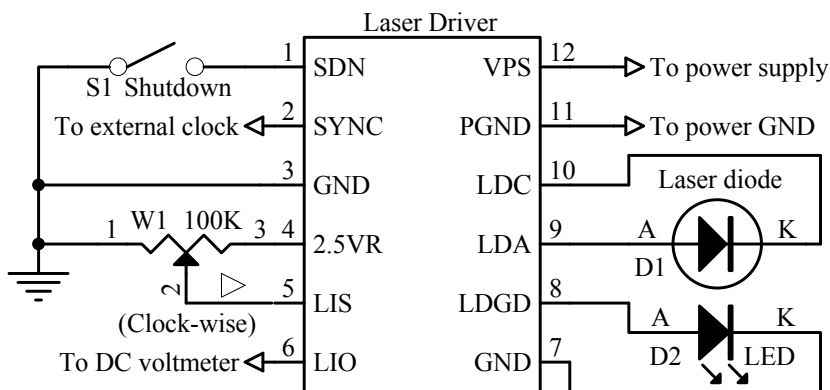 Laser Driver
1 SDN VPS 12 To power supply
S1 Shutdown
To external clock 2 SYNC PGND 11 To power GND
3 GND LDC 10 Laser diode
1 W1 100K 3 4 2.5VR LDA 9 A D1 K
2 5 LIS LDGD 8
(Clock-wise) A D2 K LED
To DC voltmeter 6 LIO GND 7